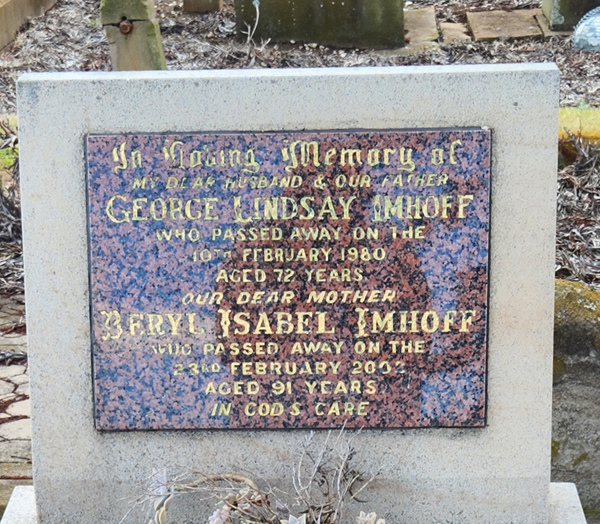 In Loving Memory of
MY DEAR HUSBAND & OUR FATHER
GEORGE LINDSAY IMHOFF
WHO PASSED AWAY ON THE
10TH FEBRUARY 1980
AGED 72 YEARS
OUR DEAR MOTHER
BERYL ISABEL IMHOFF
WHO PASSED AWAY ON THE
23RD FEBRUARY
AGED 91 YEARS
IN GOD'S CARE